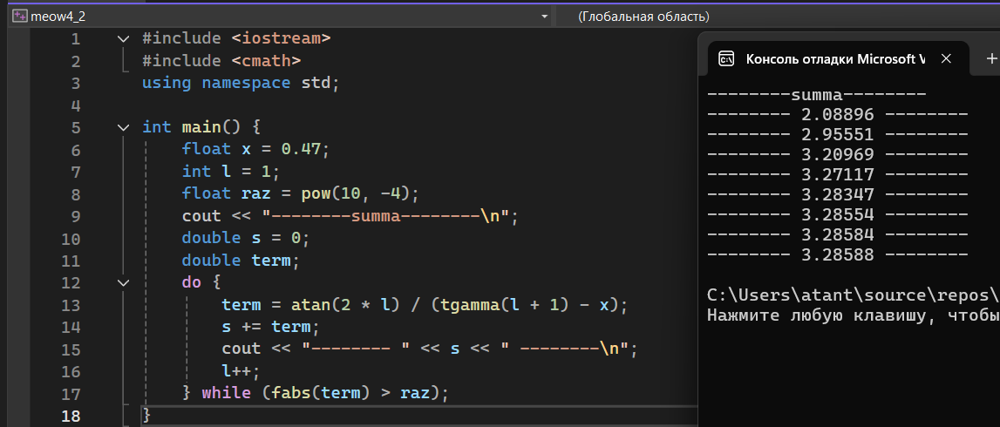 meow4_2
(Глобальная область)
1 #include <iostream>
2 #include <cmath>
3 using namespace std;
4
5 int main() {
6 float x = 0.47;
7 int l = 1;
8 float raz = pow(10, -4);
9 cout << "--------summa--------\n";
10 double s = 0;
11 double term;
12 do {
13 term = atan(2 * l) / (tgamma(l + 1) - x);
14 s += term;
15 cout << "-------- " << s << " --------\n";
16 l++;
17 } while (fabs(term) > raz);
18 }
Консоль отладки Microsoft V
--------summa--------
-------- 2.08896 --------
-------- 2.95551 --------
-------- 3.20969 --------
-------- 3.27117 --------
-------- 3.28347 --------
-------- 3.28554 --------
-------- 3.28584 --------
-------- 3.28588 --------
C:\Users\atant\source\repos\
Нажмите любую клавишу, чтобы